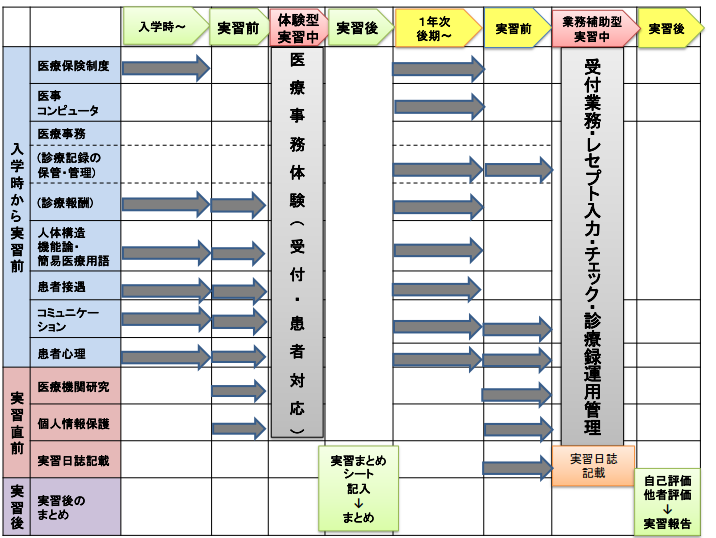 入学時～
実習前
体験型
実習中
実習後
1年次
後期～
実習前
業務補助型
実習中
実習後
入学時から実習前
医療保険制度
医事
コンピュータ
医療事務
(診療記録の
保管・管理)
(診療報酬)
人体構造
機能論・
簡易医療用語
患者接遇
コミュニケー
ション
患者心理
実習直前
医療機関研究
個人情報保護
実習日誌記載
実習後
実習後の
まとめ
医療事務体験(受付・患者対応)
実習まとめ
シート
記入
↓
まとめ
受付業務・レセプト入力・チェック・診療録運用管理
実習日誌
記載
自己評価
他者評価
↓
実習報告